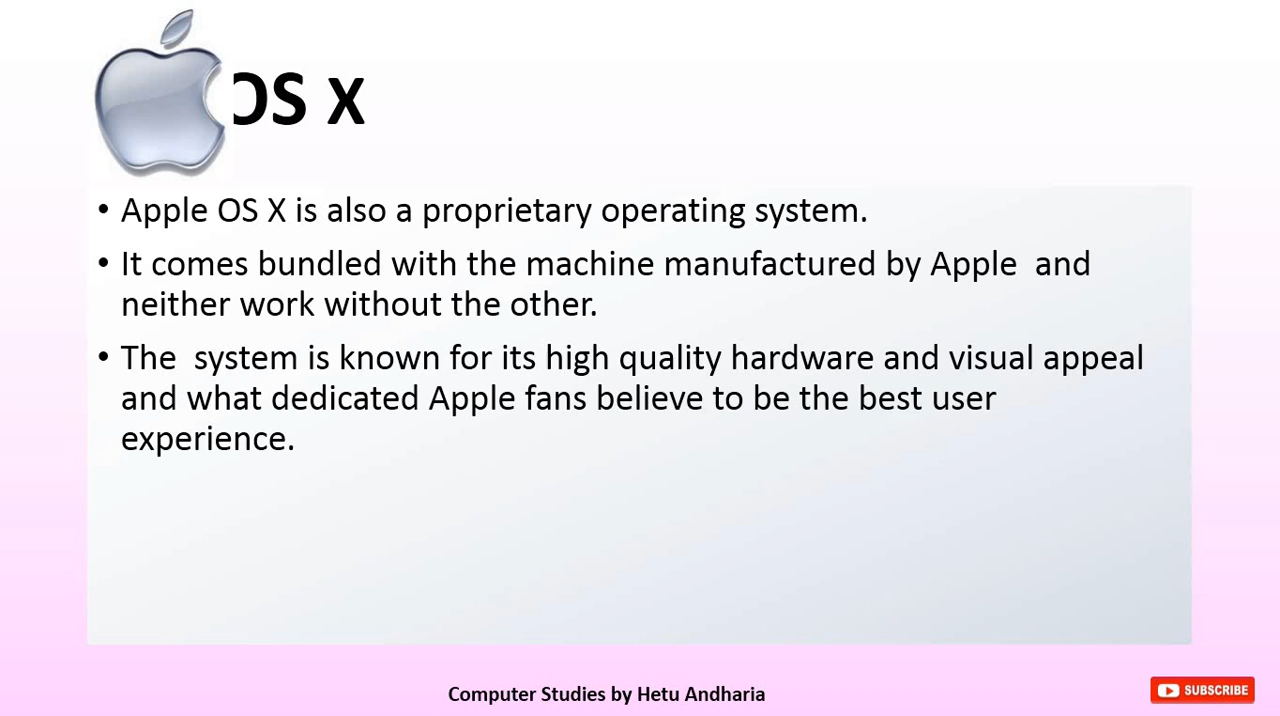 OS X
• Apple OS X is also a proprietary operating system.
• It comes bundled with the machine manufactured by Apple  and
neither work without the other.
• The  system is known for its high quality hardware and visual appeal
and what dedicated Apple fans believe to be the best user
experience.
Computer Studies by Hetu Andharia
SUBSCRIBE